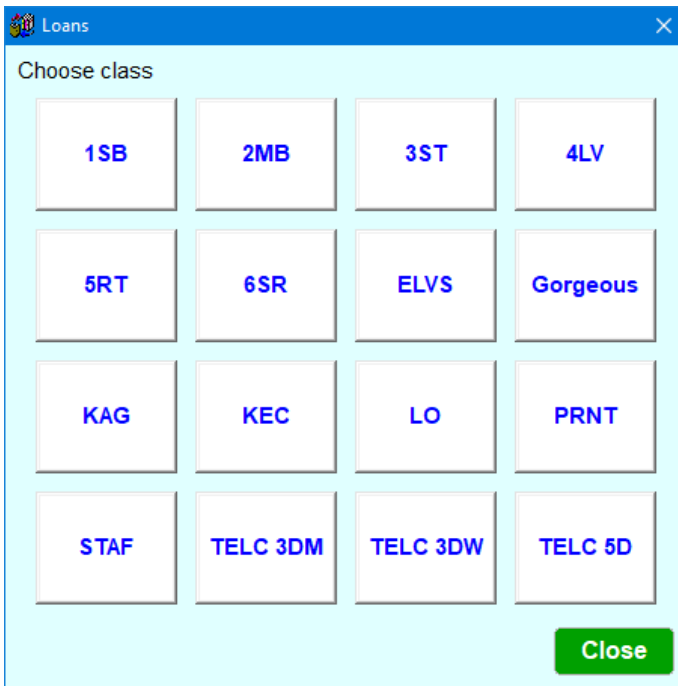 Loans
Choose class
1SB 2MB 3ST 4LV
5RT 6SR ELVS Gorgeous
KAG KEC LO PRNT
STAF TELC 3DM TELC 3DW TELC 5D
Close